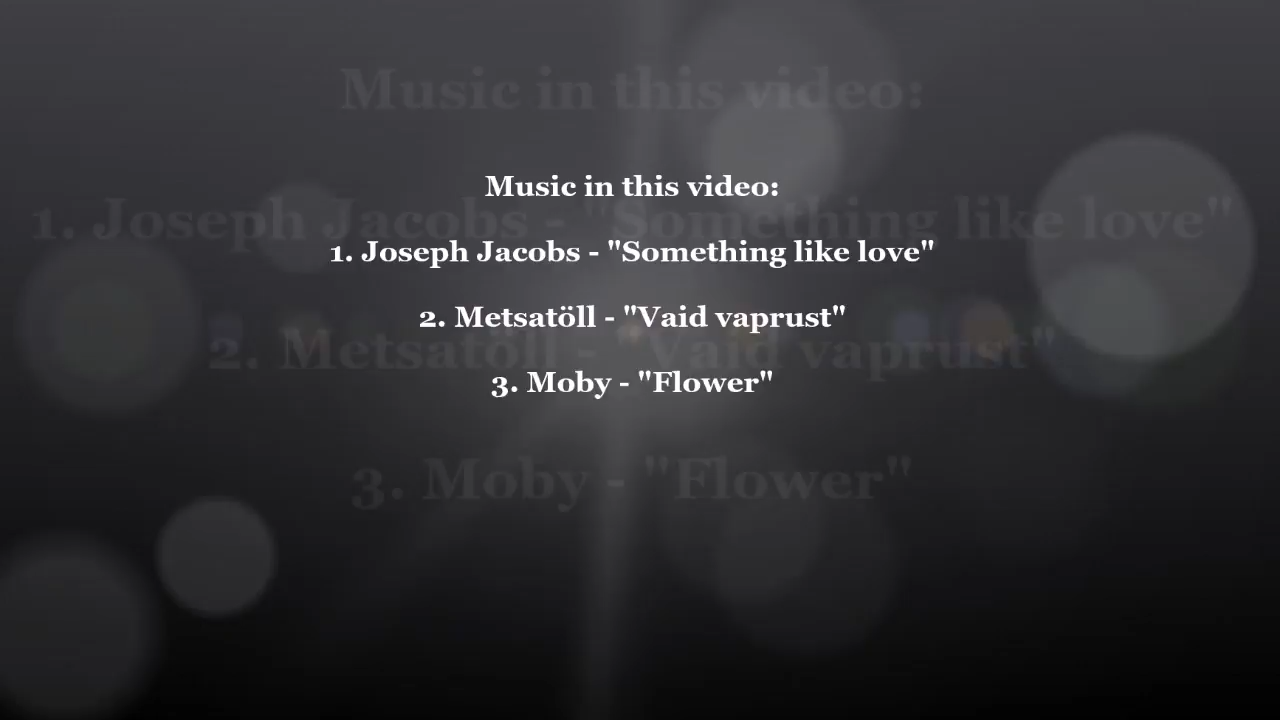 Music in this video:
1. Joseph Jacobs - "Something like love"
2. Metsatöll - "Vaid vaprust"
3. Moby - "Flower"